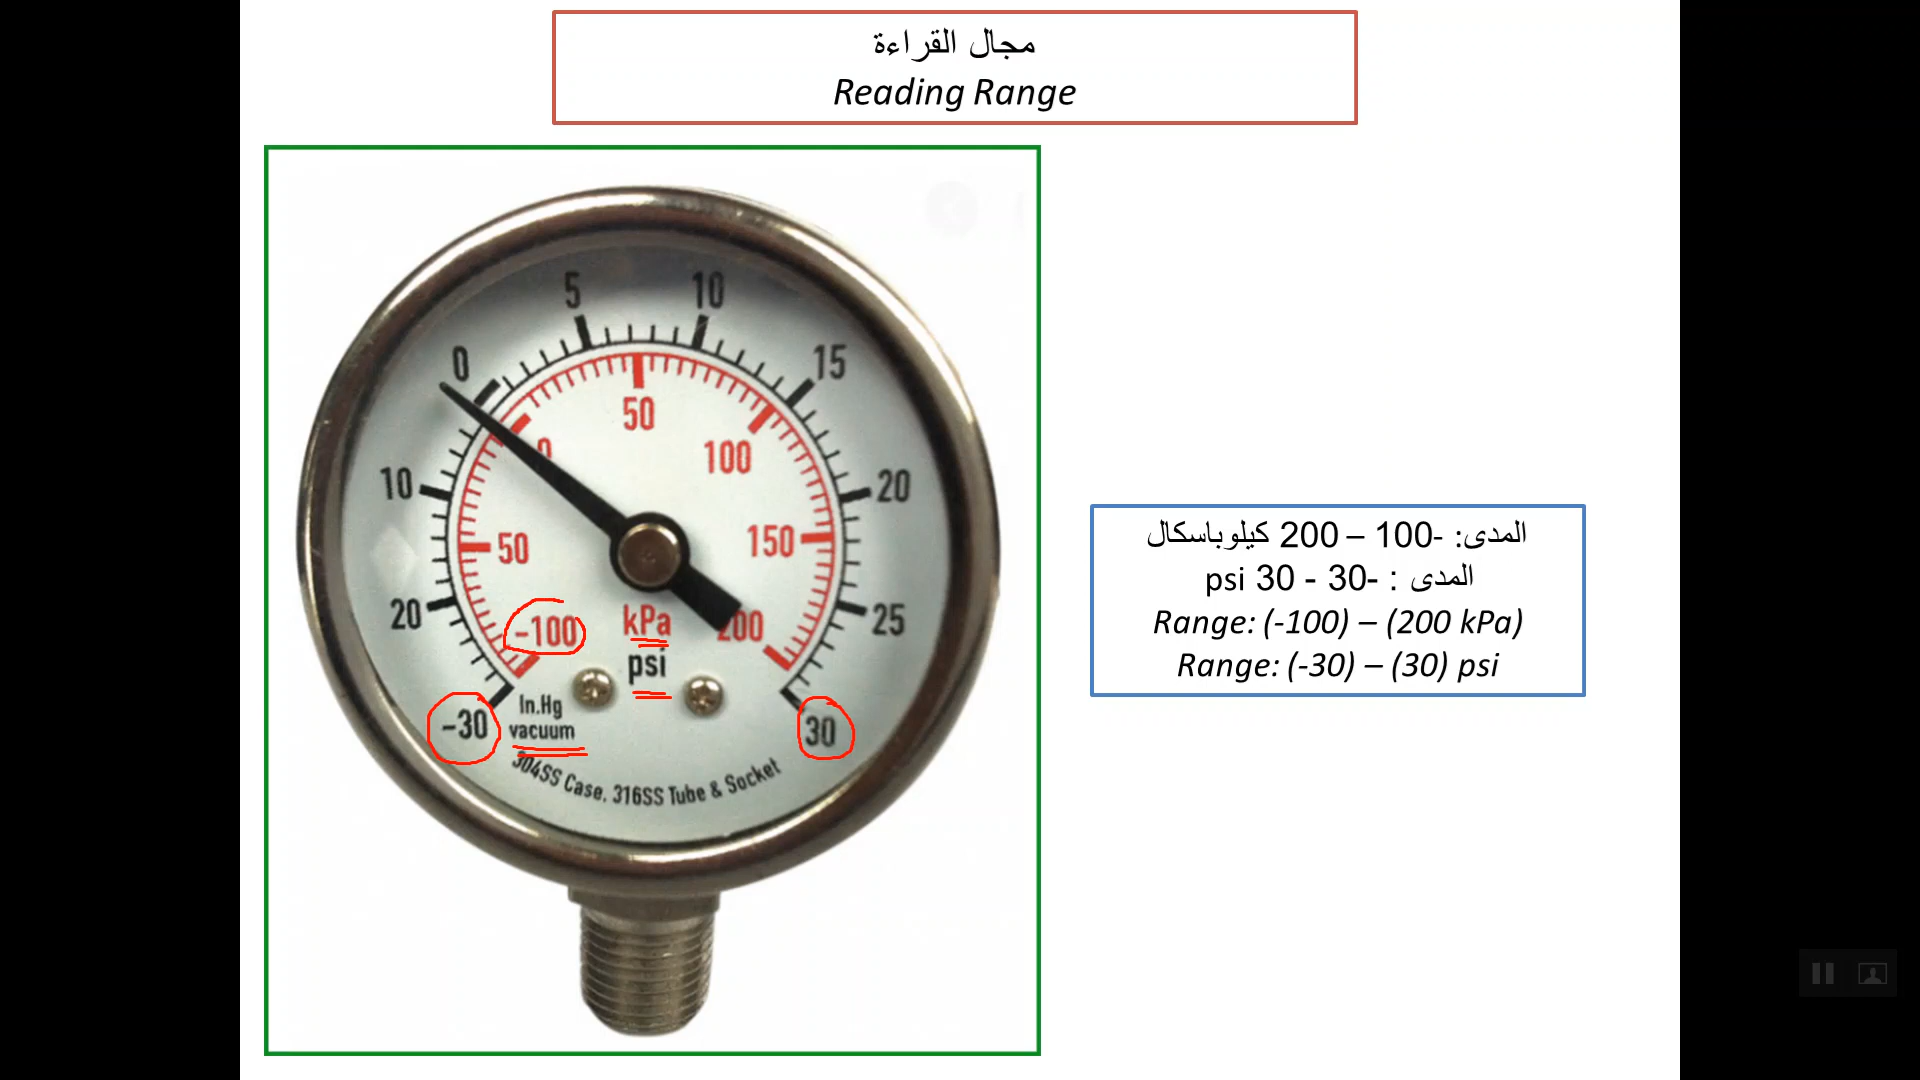 مجال القراءة
Reading Range
5
10
0
15
50
0
100
10
20
50
150
20
25
-100
kPa
200
psi
-30
In.Hg
vacuum
30
304SS Case, 316SS Tube & Socket
المدى: -100 – 200 كيلوباسكال
المدى : -30 - 30 psi
Range: (-100) – (200 kPa)
Range: (-30) – (30) psi